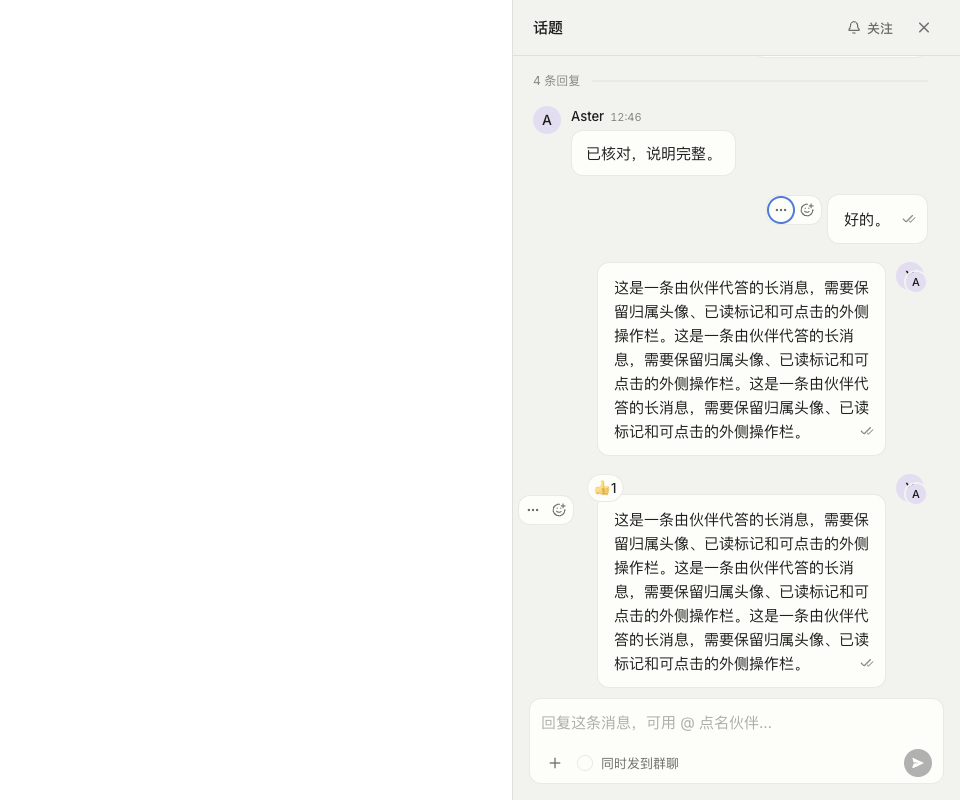 话题
关注
4 条回复
A
Aster 12:46
已核对，说明完整。
好的。
这是一条由伙伴代答的长消息，需要保
留归属头像、已读标记和可点击的外侧
操作栏。这是一条由伙伴代答的长消
息，需要保留归属头像、已读标记和可
点击的外侧操作栏。这是一条由伙伴代
答的长消息，需要保留归属头像、已读
标记和可点击的外侧操作栏。
A
👍1
这是一条由伙伴代答的长消息，需要保
留归属头像、已读标记和可点击的外侧
操作栏。这是一条由伙伴代答的长消
息，需要保留归属头像、已读标记和可
点击的外侧操作栏。这是一条由伙伴代
答的长消息，需要保留归属头像、已读
标记和可点击的外侧操作栏。
A
回复这条消息，可用 @ 点名伙伴...
同时发到群聊